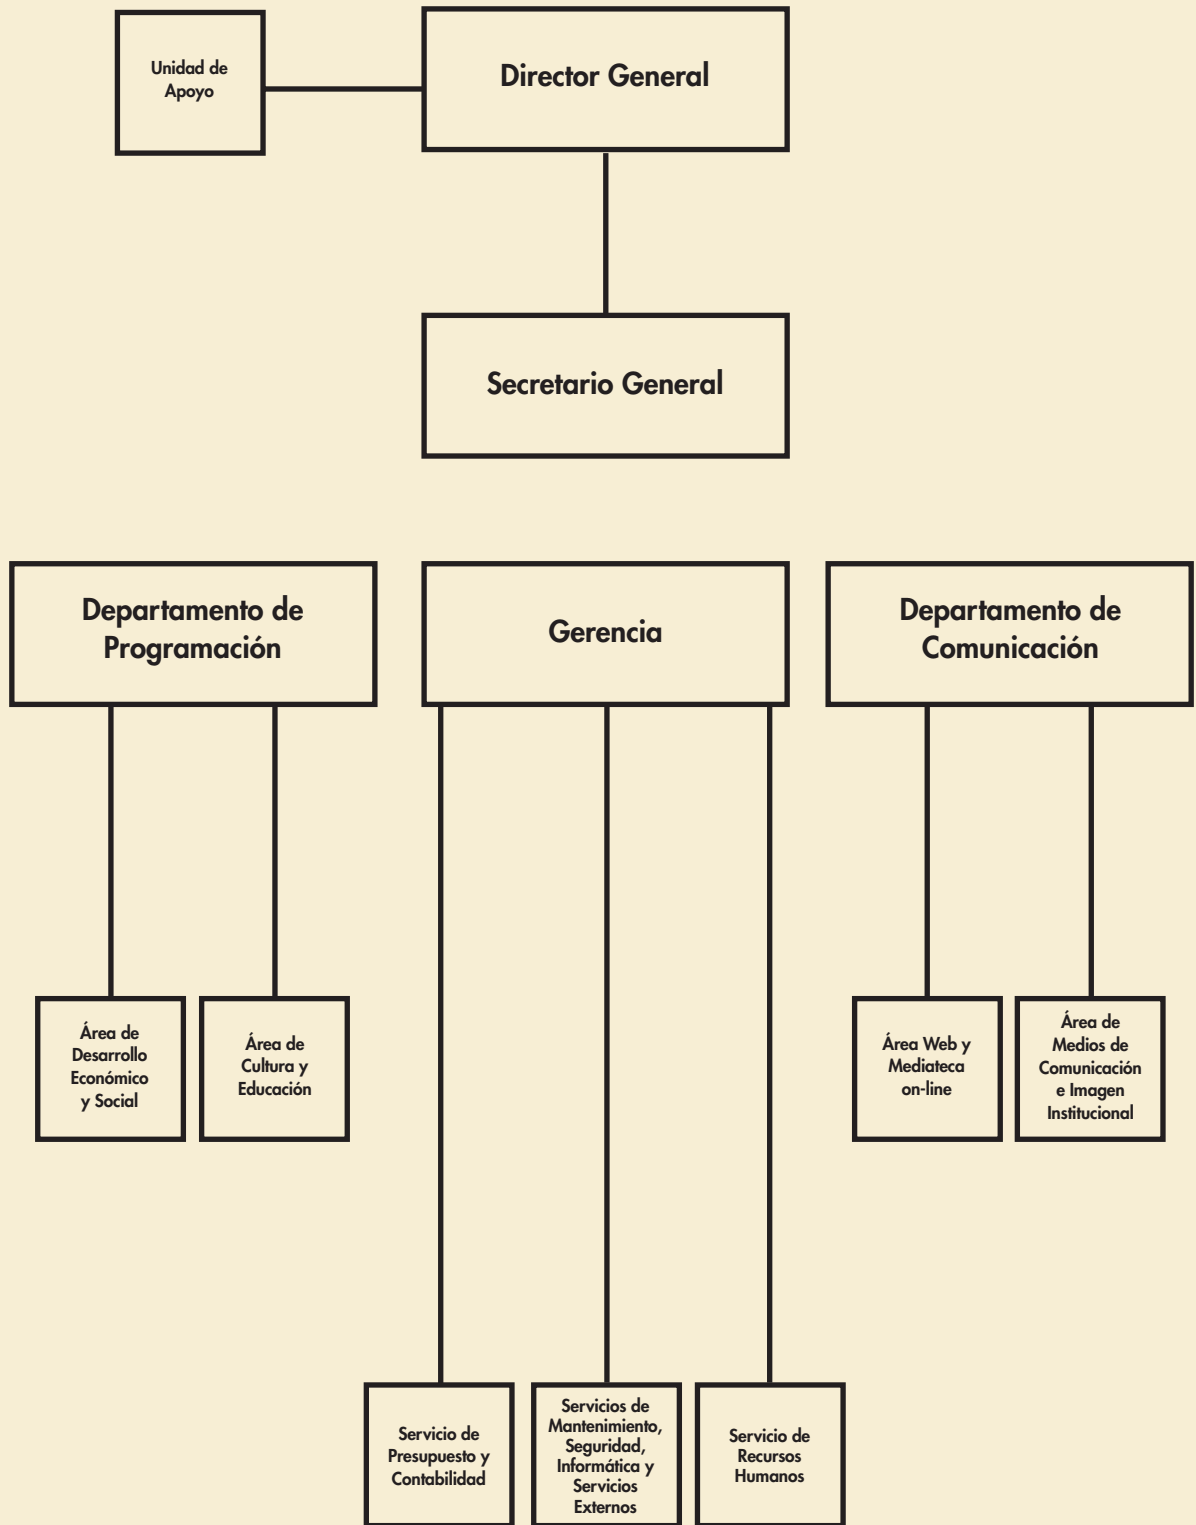 Unidad de
Apoyo
Director General
Secretario General
Departamento de
Programación
Gerencia
Departamento de
Comunicación
Área de
Desarrollo
Económico
y Social
Área de
Cultura y
Educación
Área Web y
Mediateca
on-line
Área de
Medios de
Comunicación
e Imagen
Institucional
Servicio de
Presupuesto y
Contabilidad
Servicios de
Mantenimiento,
Seguridad,
Informática y
Servicios
Externos
Servicio de
Recursos
Humanos